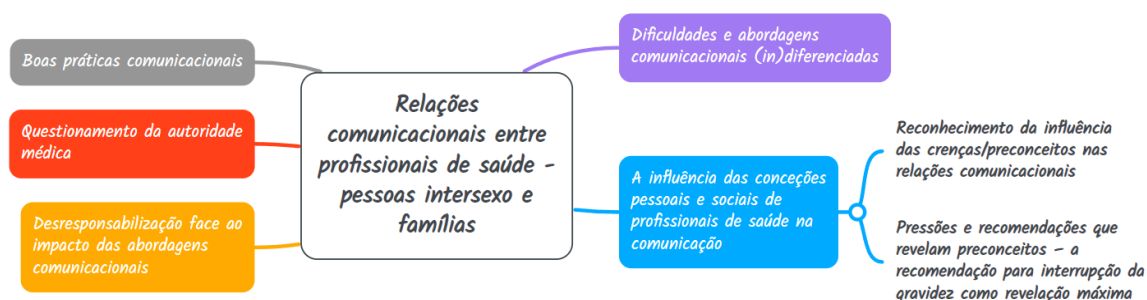 Boas práticas comunicacionais
Questionamento da autoridade
médica
Desresponsabilização face ao
impacto das abordagens
comunicacionais
Relações
comunicacionais entre
profissionais de saúde -
pessoas intersexo e
famílias
Dificuldades e abordagens
comunicacionais (in)diferenciadas
A influência das conceções
pessoais e sociais de
profissionais de saúde na
comunicação
Reconhecimento da influência
das crenças/preconceitos nas
relações comunicacionais
Pressões e recomendações que
revelam preconceitos – a
recomendação para interrupção da
gravidez como revelação máxima